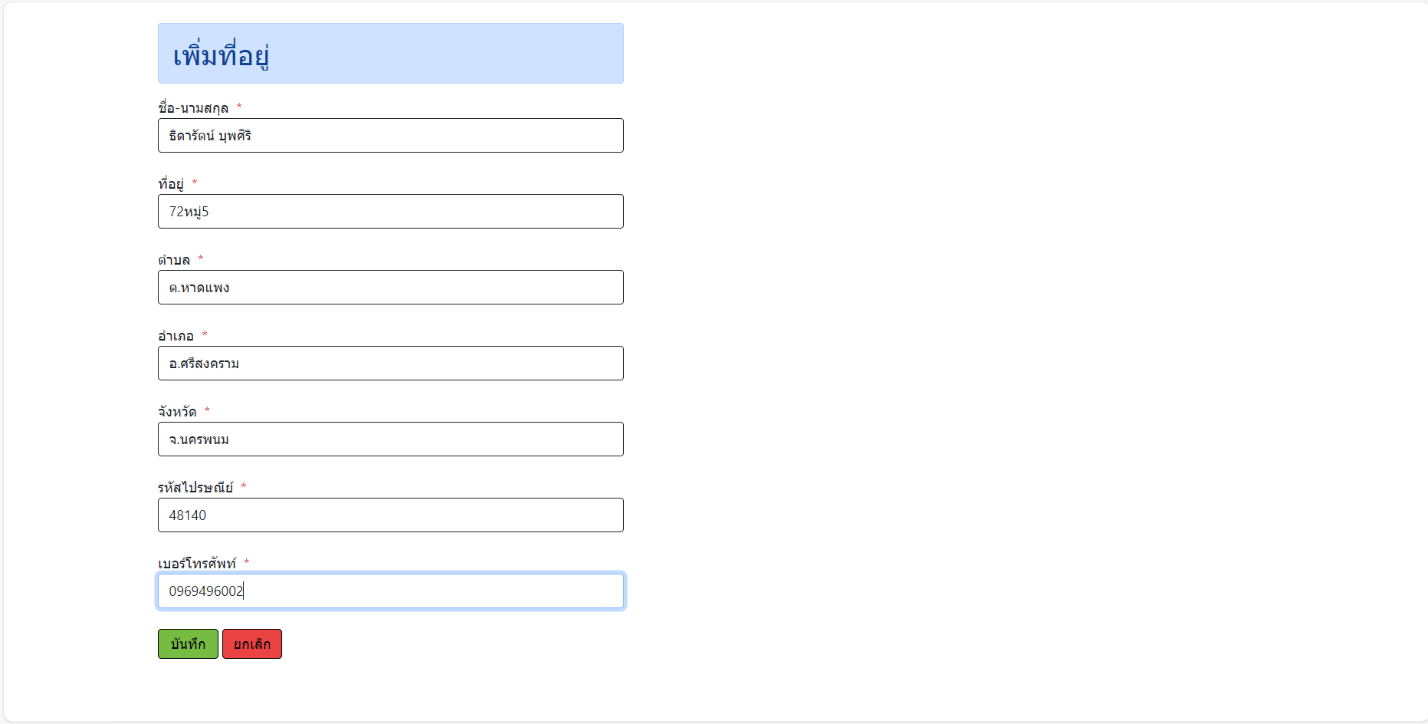 เพิ่มที่อยู่
ชื่อ-นามสกุล *
ธิดารัตน์ บุพศิริ
ที่อยู่ *
72หมู่5
ตำบล *
ต.หาดแพง
อำเภอ *
อ.ศรีสงคราม
จังหวัด *
จ.นครพนม
รหัสไปรษณีย์ *
48140
เบอร์โทรศัพท์ *
0969496002
บันทึก ยกเลิก